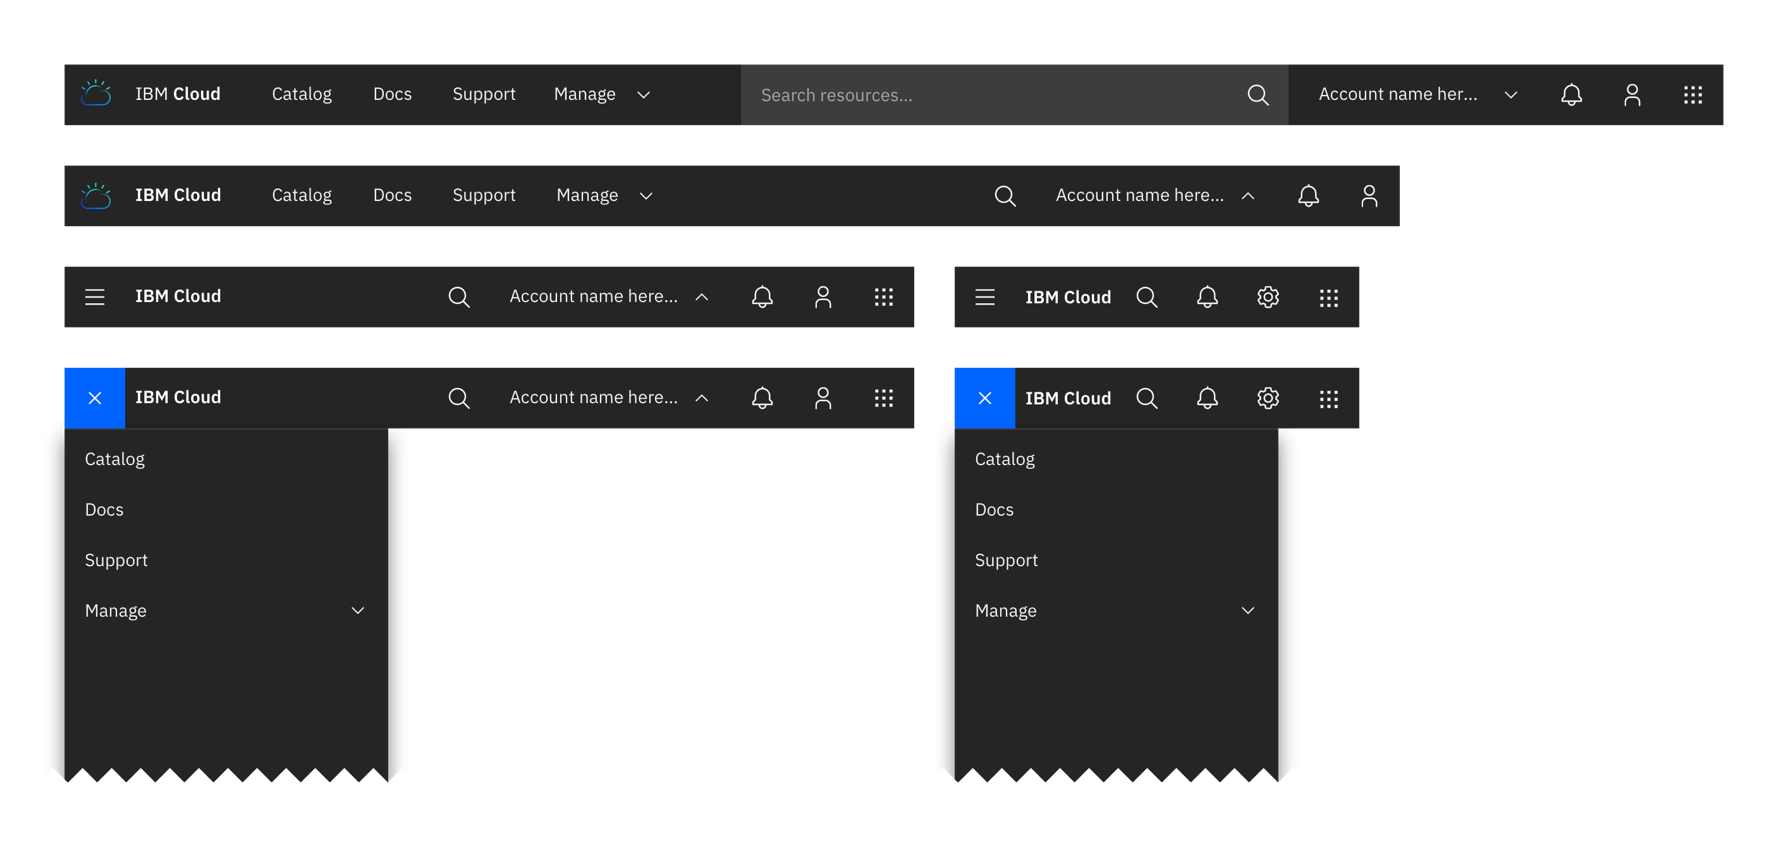 IBM Cloud Catalog Docs Support Manage Search resources... Account name her...
IBM Cloud Catalog Docs Support Manage Account name here...
IBM Cloud Account name here...
IBM Cloud
IBM Cloud Account name here...
Catalog
Docs
Support
Manage
IBM Cloud
Catalog
Docs
Support
Manage